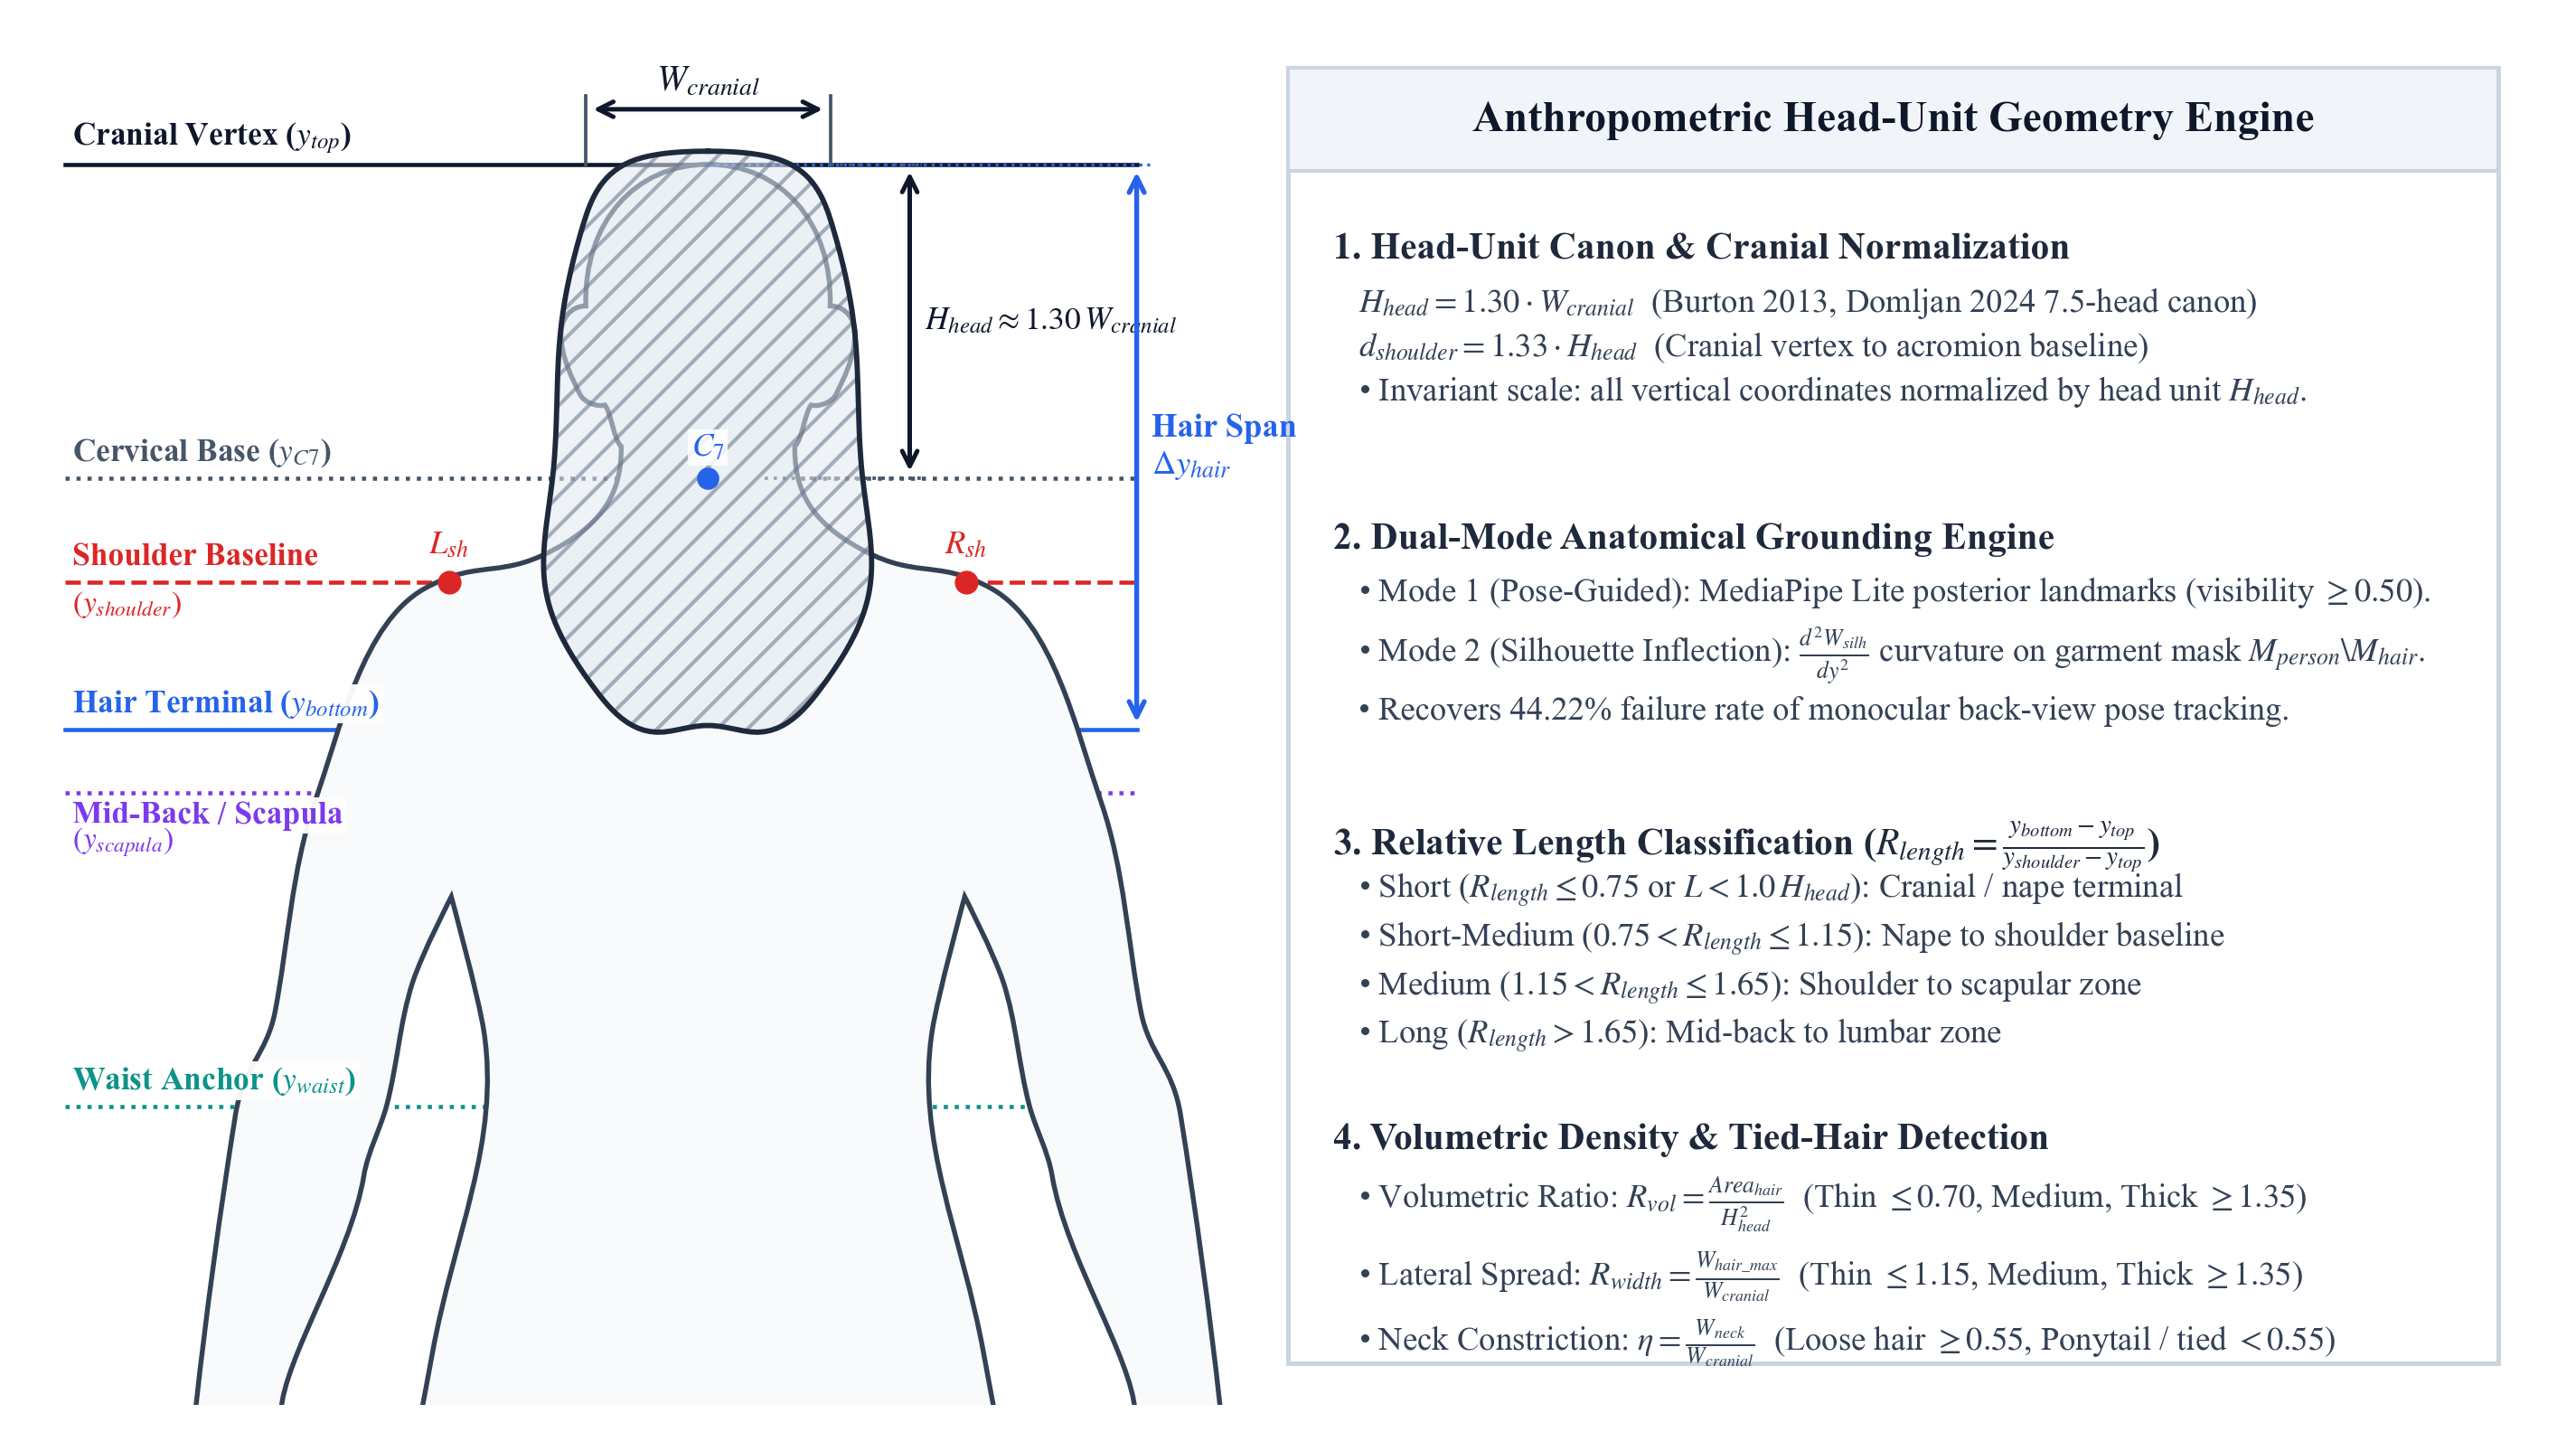 W_cranial
Cranial Vertex (y_top)
H_head ≈ 1.30 W_cranial
Hair Span
Δy_hair
Cervical Base (y_C7)
C_7
Shoulder Baseline
(y_shoulder)
L_sh
R_sh
Hair Terminal (y_bottom)
Mid-Back / Scapula
(y_scapula)
Waist Anchor (y_waist)
Anthropometric Head-Unit Geometry Engine
1. Head-Unit Canon & Cranial Normalization
H_head = 1.30 · W_cranial (Burton 2013, Domljan 2024 7.5-head canon)
d_shoulder = 1.33 · H_head (Cranial vertex to acromion baseline)
• Invariant scale: all vertical coordinates normalized by head unit H_head.
2. Dual-Mode Anatomical Grounding Engine
• Mode 1 (Pose-Guided): MediaPipe Lite posterior landmarks (visibility ≥ 0.50).
• Mode 2 (Silhouette Inflection): d²W_silh / dy² curvature on garment mask M_person\M_hair.
• Recovers 44.22% failure rate of monocular back-view pose tracking.
3. Relative Length Classification (R_length = (y_bottom − y_top) / (y_shoulder − y_top))
• Short (R_length ≤ 0.75 or L < 1.0 H_head): Cranial / nape terminal
• Short-Medium (0.75 < R_length ≤ 1.15): Nape to shoulder baseline
• Medium (1.15 < R_length ≤ 1.65): Shoulder to scapular zone
• Long (R_length > 1.65): Mid-back to lumbar zone
4. Volumetric Density & Tied-Hair Detection
• Volumetric Ratio: R_vol = Area_hair / H²_head (Thin ≤ 0.70, Medium, Thick ≥ 1.35)
• Lateral Spread: R_width = W_hair_max / W_cranial (Thin ≤ 1.15, Medium, Thick ≥ 1.35)
• Neck Constriction: η = W_neck / W_cranial (Loose hair ≥ 0.55, Ponytail / tied < 0.55)